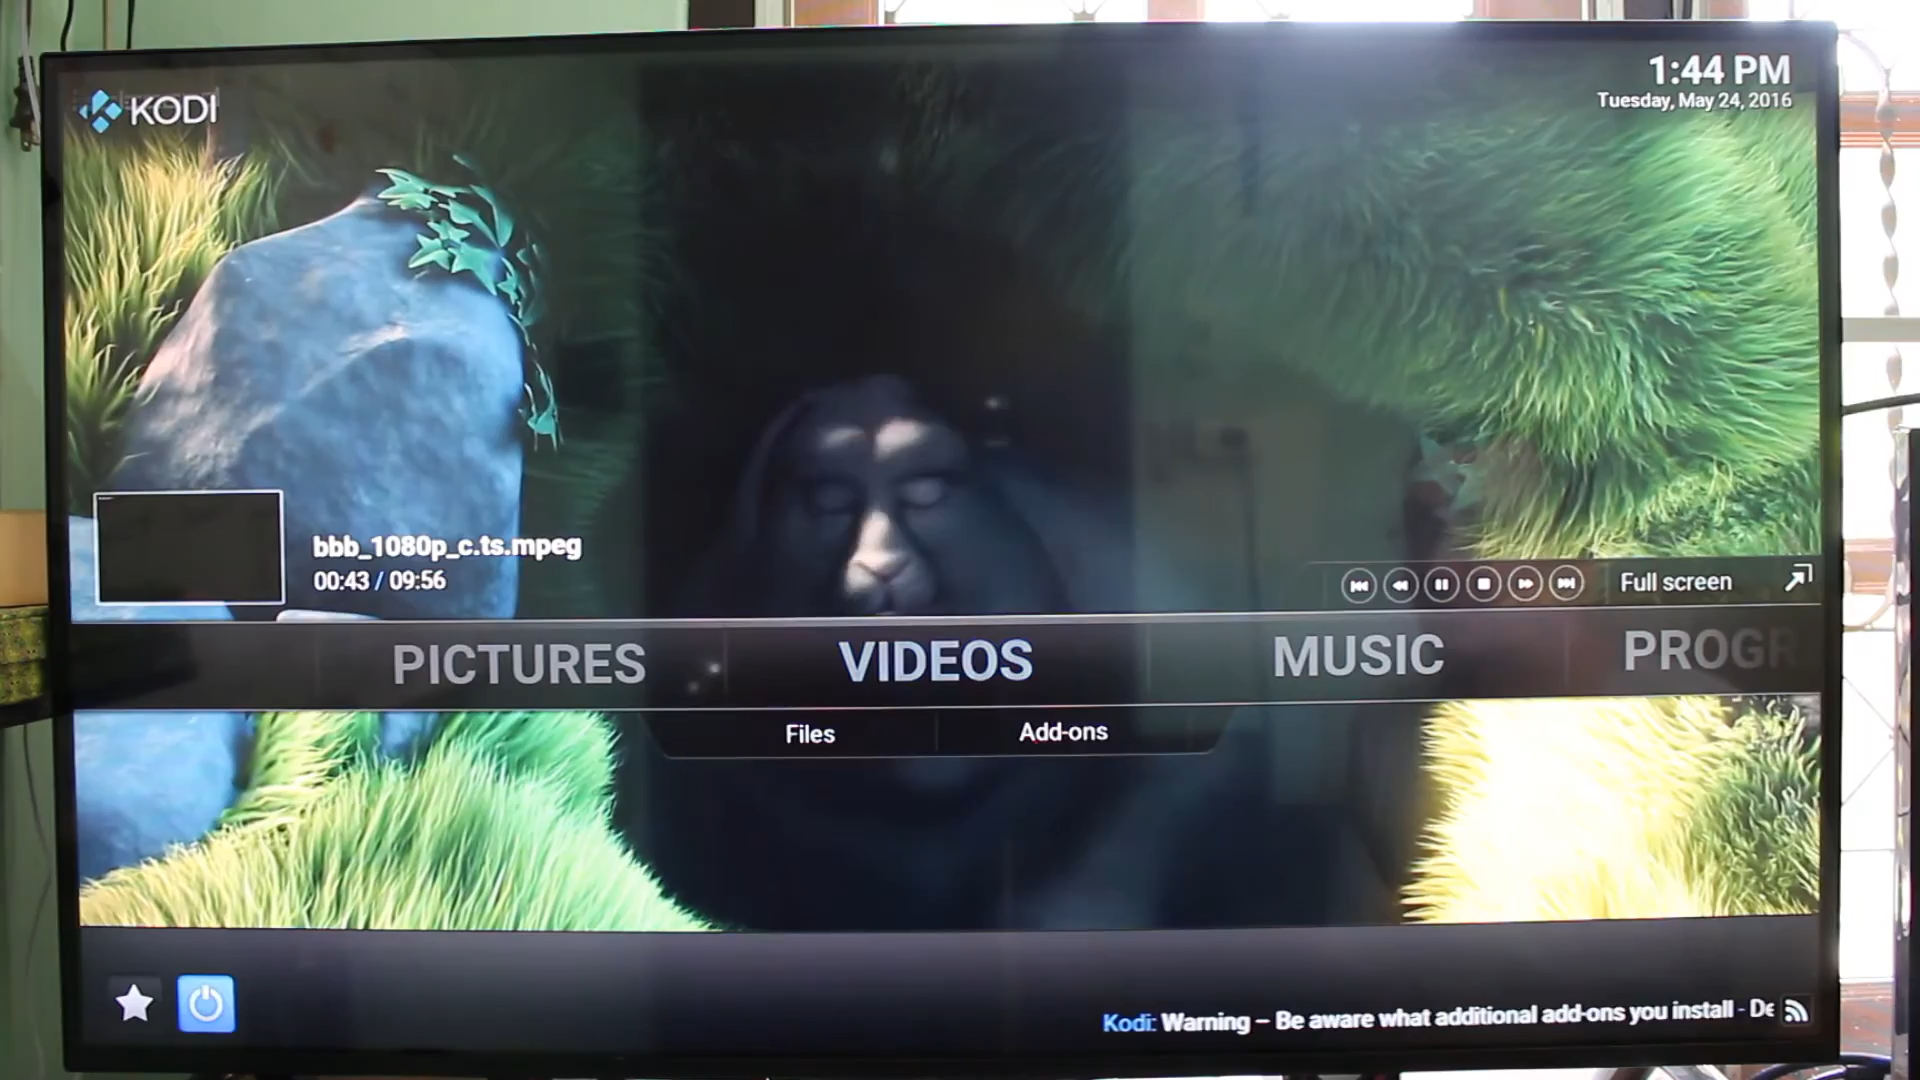 KODI
1:44 PM
Tuesday, May 24, 2016
bbb_1080p_c.ts.mpeg
00:43 / 09:56
Full screen
PICTURES
VIDEOS
MUSIC
PROGR
Files
Add-ons
Kodi: Warning – Be aware what additional add-ons you install - De